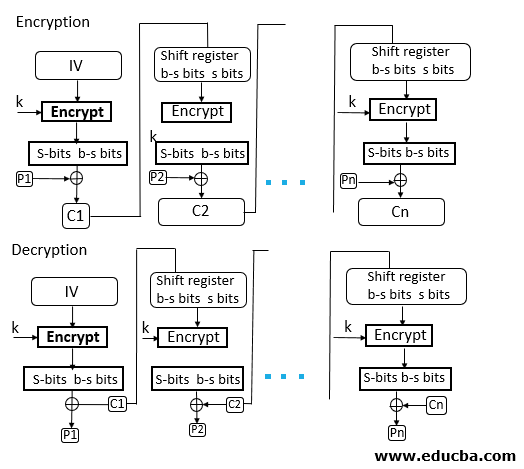 Encryption
IV
Shift register
b-s bits s bits
Shift register
b-s bits s bits
k
Encrypt
Encrypt
k
Encrypt
k
S-bits b-s bits
S-bits b-s bits
S-bits b-s bits
P1
P2
Pn
C1
C2
Cn
Decryption
IV
Shift register
b-s bits s bits
Shift register
b-s bits s bits
k
Encrypt
k
Encrypt
k
Encrypt
S-bits b-s bits
S-bits b-s bits
S-bits b-s bits
C1
C2
Cn
P1
P2
Pn
www.educba.com